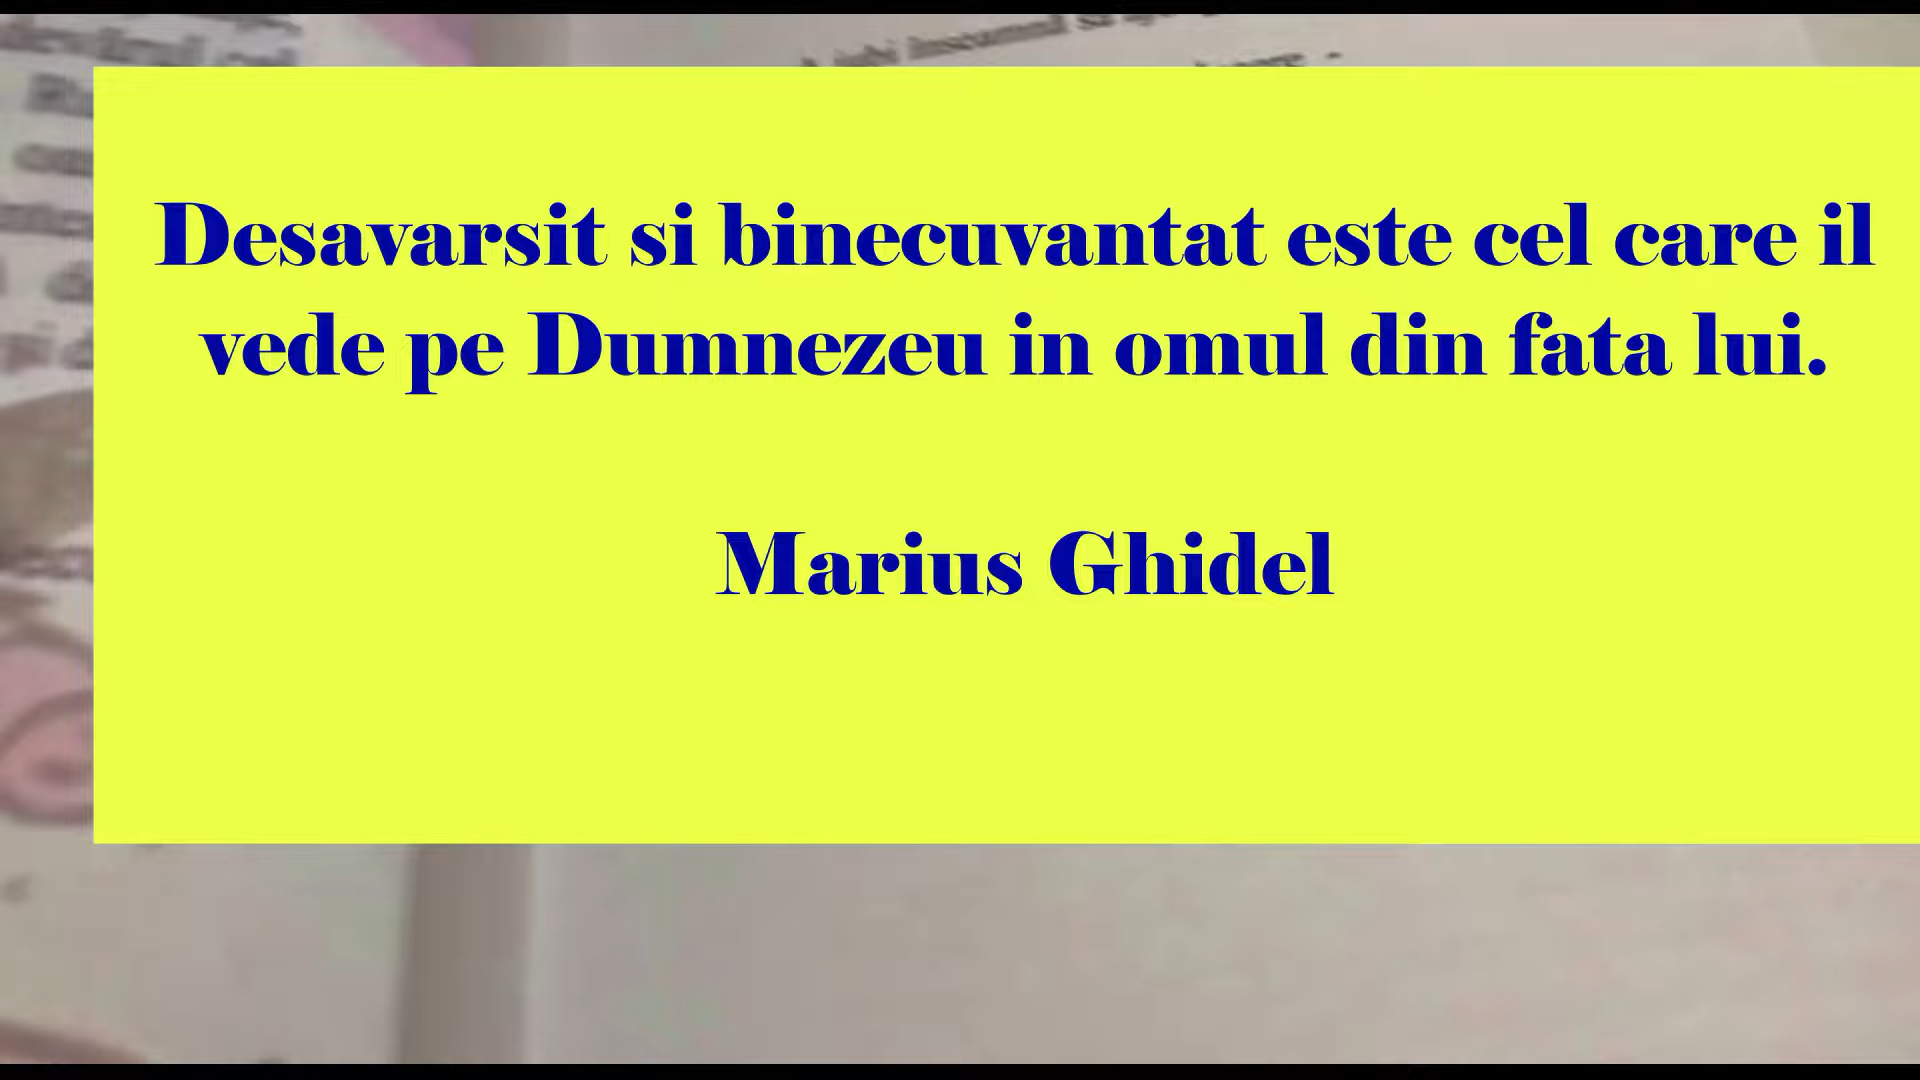 Desavarsit si binecuvantat este cel care il
vede pe Dumnezeu in omul din fata lui.
Marius Ghidel